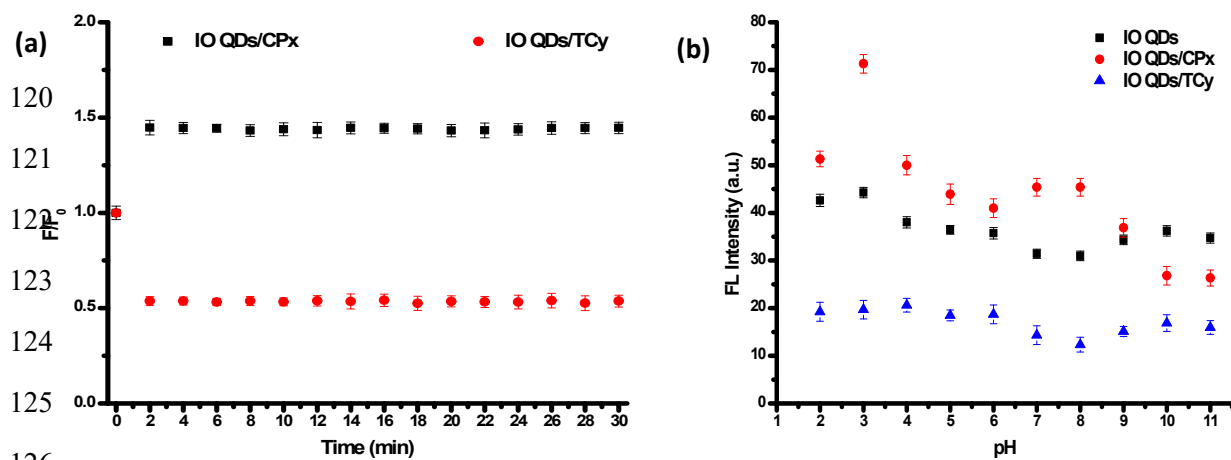 (a)
IO QDs/CPx
IO QDs/TCy
2.0
1.5
1.0
0.5
0.0
F/F0
0 2 4 6 8 10 12 14 16 18 20 22 24 26 28 30
Time (min)
120
121
122
123
124
125
126
(b)
IO QDs
IO QDs/CPx
IO QDs/TCy
80
70
60
50
40
30
20
10
0
FL Intensity (a.u.)
1 2 3 4 5 6 7 8 9 10 11
pH